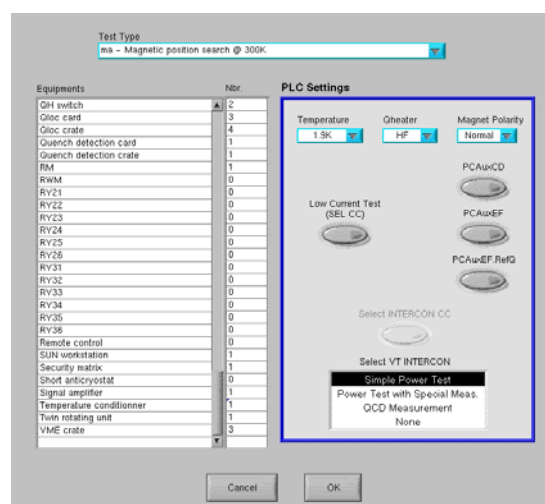 Test Type
ma - Magnetic position search @ 300K
Equipments Nbr.
QH switch 2
Qloc card 3
Qloc crate 4
Quench detection card 1
Quench detection crate 1
RM 1
RWM 0
RY21 0
RY22 0
RY23 0
RY24 0
RY25 0
RY26 0
RY31 0
RY32 0
RY33 0
RY34 0
RY35 0
RY36 0
Remote control 0
SUN workstation 1
Security matrix 1
Short anticryostat 0
Signal amplifier 1
Temperature conditionner 1
Twin rotating unit 1
VME crate 3
PLC Settings
Temperature Qheater Magnet Polarity
1.9K HF Normal
PCAuxCD
Low Current Test
(SEL CC)
PCAuxEF
PCAuxEF.RefQ
Select INTERCON CC
Select VT INTERCON
Simple Power Test
Power Test with Special Meas.
QCD Measurement
None
Cancel OK